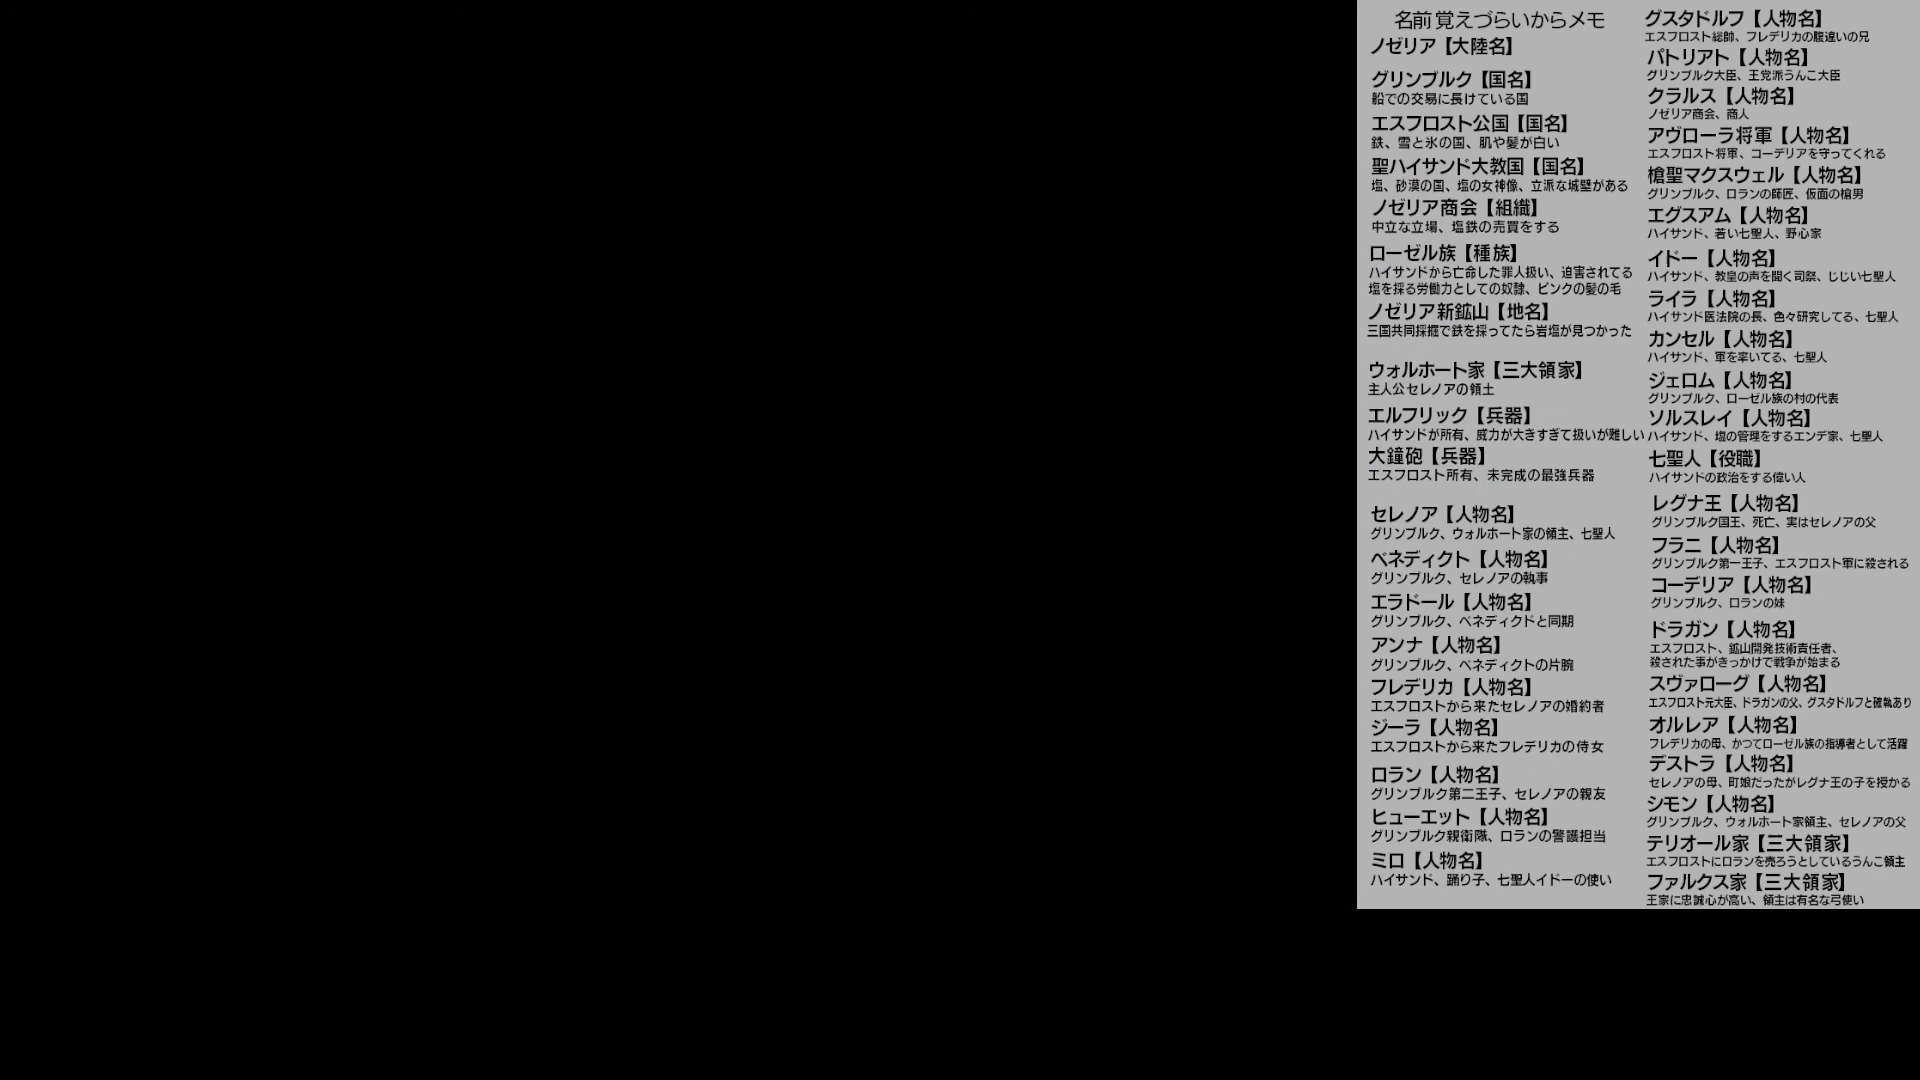 名前覚えづらいからメモ
ノゼリア【大陸名】
グリンブルク【国名】
船での交易に長けている国
エスフロスト公国【国名】
鉄、雪と氷の国、肌や髪が白い
聖ハイサンド大教国【国名】
塩、砂漠の国、塩の女神像、立派な城壁がある
ノゼリア商会【組織】
中立な立場、塩鉄の売買をする
ローゼル族【種族】
ハイサンドから亡命した罪人扱い、迫害されてる
塩を採る労働力としての奴隷、ピンクの髪の毛
ノゼリア新鉱山【地名】
三国共同採掘で鉄を採ってたら岩塩が見つかった
ウォルホート家【三大領家】
主人公セレノアの領土
エルフリック【兵器】
ハイサンドが所有、威力が大きすぎて扱いが難しい
大鐘砲【兵器】
エスフロスト所有、未完成の最強兵器
セレノア【人物名】
グリンブルク、ウォルホート家の領主、七聖人
ベネディクト【人物名】
グリンブルク、セレノアの執事
エラドール【人物名】
グリンブルク、ベネディクドと同期
アンナ【人物名】
グリンブルク、ベネディクトの片腕
フレデリカ【人物名】
エスフロストから来たセレノアの婚約者
ジーラ【人物名】
エスフロストから来たフレデリカの侍女
ロラン【人物名】
グリンブルク第二王子、セレノアの親友
ヒューエット【人物名】
グリンブルク親衛隊、ロランの警護担当
ミロ【人物名】
ハイサンド、踊り子、七聖人イドーの使い
グスタドルフ【人物名】
エスフロスト総帥、フレデリカの腹違いの兄
パトリアト【人物名】
グリンブルク大臣、王党派うんこ大臣
クラルス【人物名】
ノゼリア商会、商人
アヴローラ将軍【人物名】
エスフロスト将軍、コーデリアを守ってくれる
槍聖マクスウェル【人物名】
グリンブルク、ロランの師匠、仮面の槍男
エグスアム【人物名】
ハイサンド、若い七聖人、野心家
イドー【人物名】
ハイサンド、教皇の声を聞く司祭、じじい七聖人
ライラ【人物名】
ハイサンド医法院の長、色々研究してる、七聖人
カンセル【人物名】
ハイサンド、軍を率いてる、七聖人
ジェロム【人物名】
グリンブルク、ローゼル族の村の代表
ソルスレイ【人物名】
ハイサンド、塩の管理をするエンデ家、七聖人
七聖人【役職】
ハイサンドの政治をする偉い人
レグナ王【人物名】
グリンブルク国王、死亡、実はセレノアの父
フラニ【人物名】
グリンブルク第一王子、エスフロスト軍に殺される
コーデリア【人物名】
グリンブルク、ロランの妹
ドラガン【人物名】
エスフロスト、鉱山開発技術責任者、
殺された事がきっかけで戦争が始まる
スヴァローグ【人物名】
エスフロスト元大臣、ドラガンの父、グスタドルフと確執あり
オルレア【人物名】
フレデリカの母、かつてローゼル族の指導者として活躍
デストラ【人物名】
セレノアの母、町娘だったがレグナ王の子を授かる
シモン【人物名】
グリンブルク、ウォルホート家領主、セレノアの父
テリオール家【三大領家】
エスフロストにロランを売ろうとしているうんこ領主
ファルクス家【三大領家】
王家に忠誠心が高い、領主は有名な弓使い